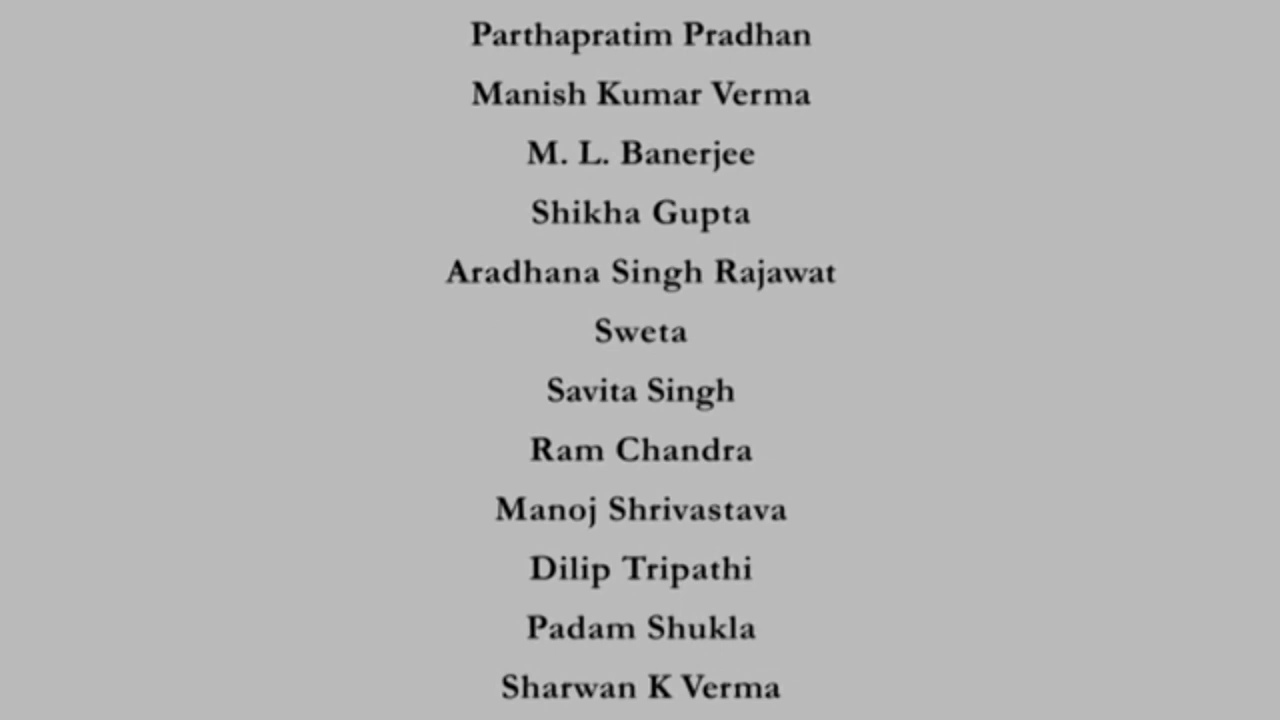 Parthapratim Pradhan
Manish Kumar Verma
M. L. Banerjee
Shikha Gupta
Aradhana Singh Rajawat
Sweta
Savita Singh
Ram Chandra
Manoj Shrivastava
Dilip Tripathi
Padam Shukla
Sharwan K Verma